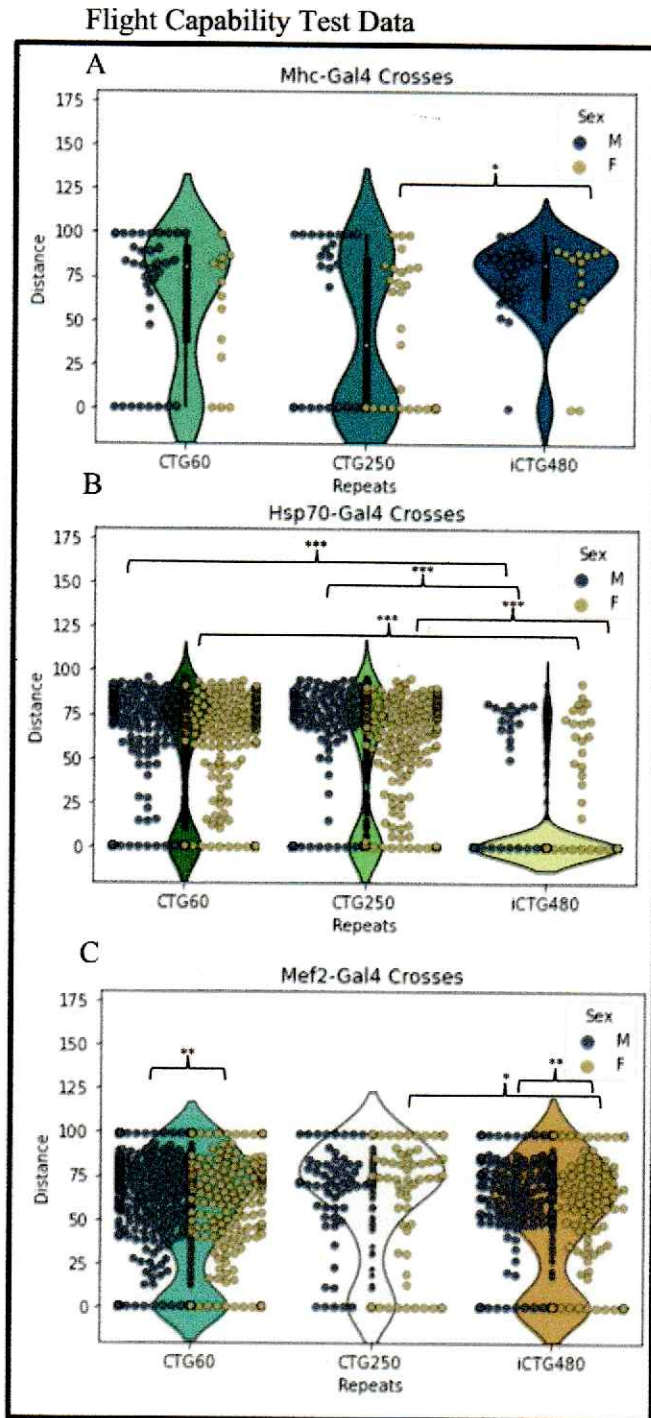 Flight Capability Test Data
A
Mhc-Gal4 Crosses
175
150
125
100
75
50
25
0
Distance
Sex
M
F
*
CTG60
CTG250
iCTG480
Repeats
B
Hsp70-Gal4 Crosses
175
150
125
100
75
50
25
0
Distance
Sex
M
F
***
***
***
***
CTG60
CTG250
iCTG480
Repeats
C
Mef2-Gal4 Crosses
175
150
125
100
75
50
25
0
Distance
Sex
M
F
**
*
**
CTG60
CTG250
iCTG480
Repeats